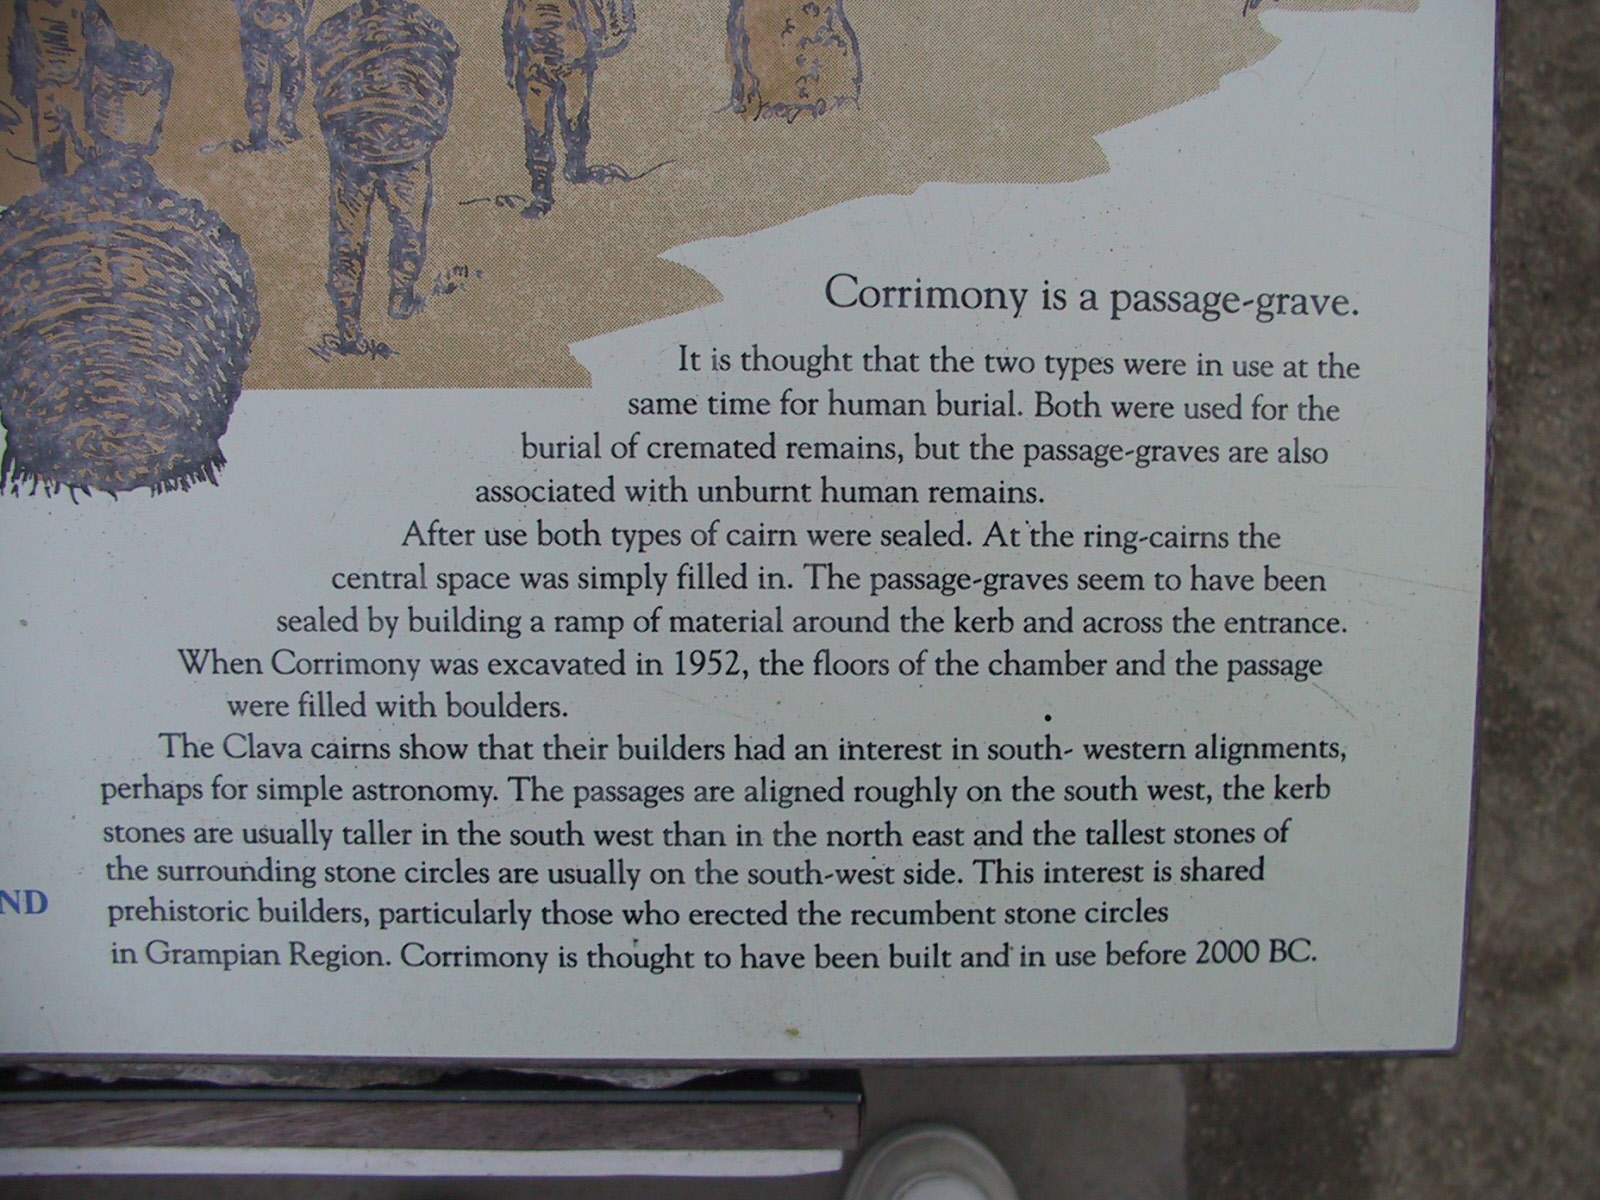 Corrimony is a passage-grave.
It is thought that the two types were in use at the
same time for human burial. Both were used for the
burial of cremated remains, but the passage-graves are also
associated with unburnt human remains.
After use both types of cairn were sealed. At the ring-cairns the
central space was simply filled in. The passage-graves seem to have been
sealed by building a ramp of material around the kerb and across the entrance.
When Corrimony was excavated in 1952, the floors of the chamber and the passage
were filled with boulders.
The Clava cairns show that their builders had an interest in south- western alignments,
perhaps for simple astronomy. The passages are aligned roughly on the south west, the kerb
stones are usually taller in the south west than in the north east and the tallest stones of
the surrounding stone circles are usually on the south-west side. This interest is shared
prehistoric builders, particularly those who erected the recumbent stone circles
in Grampian Region. Corrimony is thought to have been built and in use before 2000 BC.
ND